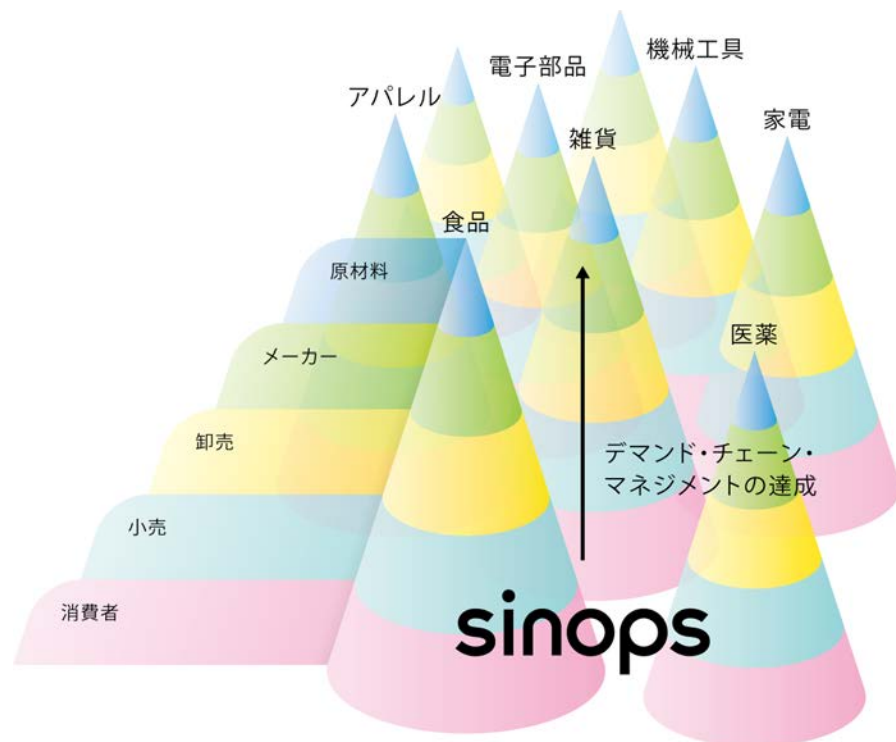 機械工具
電子部品
アパレル
家電
雑貨
食品
原材料
医薬
メーカー
卸売
デマンド・チェーン・
マネジメントの達成
小売
消費者
sinops